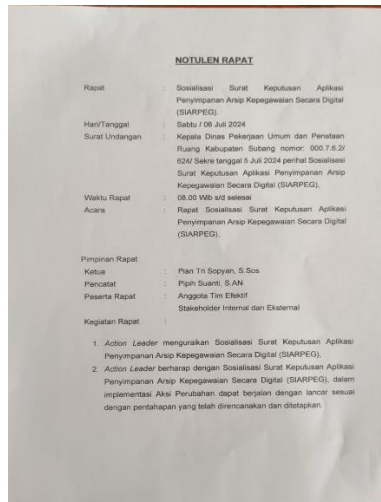 NOTULEN RAPAT
Rapat : Sosialisasi Surat Keputusan Aplikasi
Penyimpanan Arsip Kepegawaian Secara Digital
(SIARPEG).
Hari/Tanggal : Sabtu / 06 Juli 2024
Surat Undangan : Kepala Dinas Pekerjaan Umum dan Penataan
Ruang Kabupaten Subang nomor: 000.7.6.2/
624/ Sekre tanggal 5 Juli 2024 perihal Sosialisasi
Surat Keputusan Aplikasi Penyimpanan Arsip
Kepegawaian Secara Digital (SIARPEG),
Waktu Rapat : 08.00 Wib s/d selesai
Acara : Rapat Sosialisasi Surat Keputusan Aplikasi
Penyimpanan Arsip Kepegawaian Secara Digital
(SIARPEG),
Pimpinan Rapat
Ketua : Pian Tri Sopyan, S.Sos
Pencatat : Pipih Suanti, S.AN
Peserta Rapat : Anggota Tim Efektif
Stakeholder Internal dan Eksternal
Kegiatan Rapat :
1. Action Leader menguraikan Sosialisasi Surat Keputusan Aplikasi
Penyimpanan Arsip Kepegawaian Secara Digital (SIARPEG),
2. Action Leader berharap dengan Sosialisasi Surat Keputusan Aplikasi
Penyimpanan Arsip Kepegawaian Secara Digital (SIARPEG), dalam
implementasi Aksi Perubahan dapat berjalan dengan lancar sesuai
dengan pentahapan yang telah direncanakan dan ditetapkan.